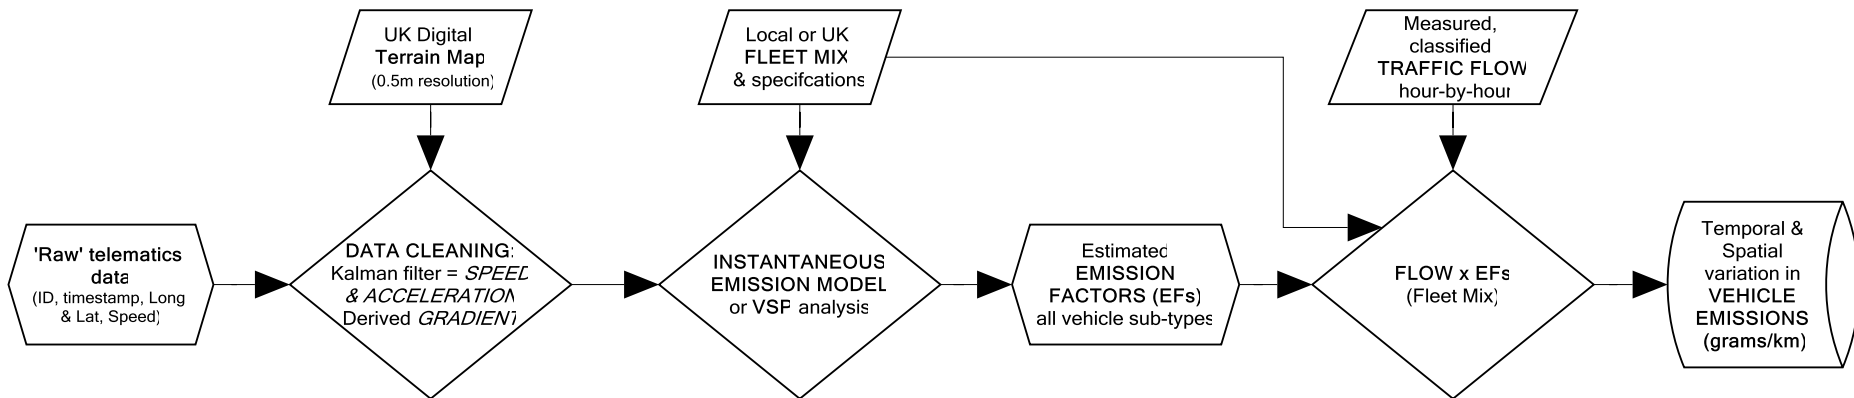 UK Digital
Terrain Map
(0.5m resolution)
Local or UK
FLEET MIX
& specifcations
Measured,
classified
TRAFFIC FLOW
hour-by-hour
'Raw' telematics
data
(ID, timestamp, Long
& Lat, Speed)
DATA CLEANING:
Kalman filter = SPEED
& ACCELERATION
Derived GRADIENT
INSTANTANEOUS
EMISSION MODEL
or VSP analysis
Estimated
EMISSION
FACTORS (EFs)
all vehicle sub-types
FLOW x EFs
(Fleet Mix)
Temporal &
Spatial
variation in
VEHICLE
EMISSIONS
(grams/km)